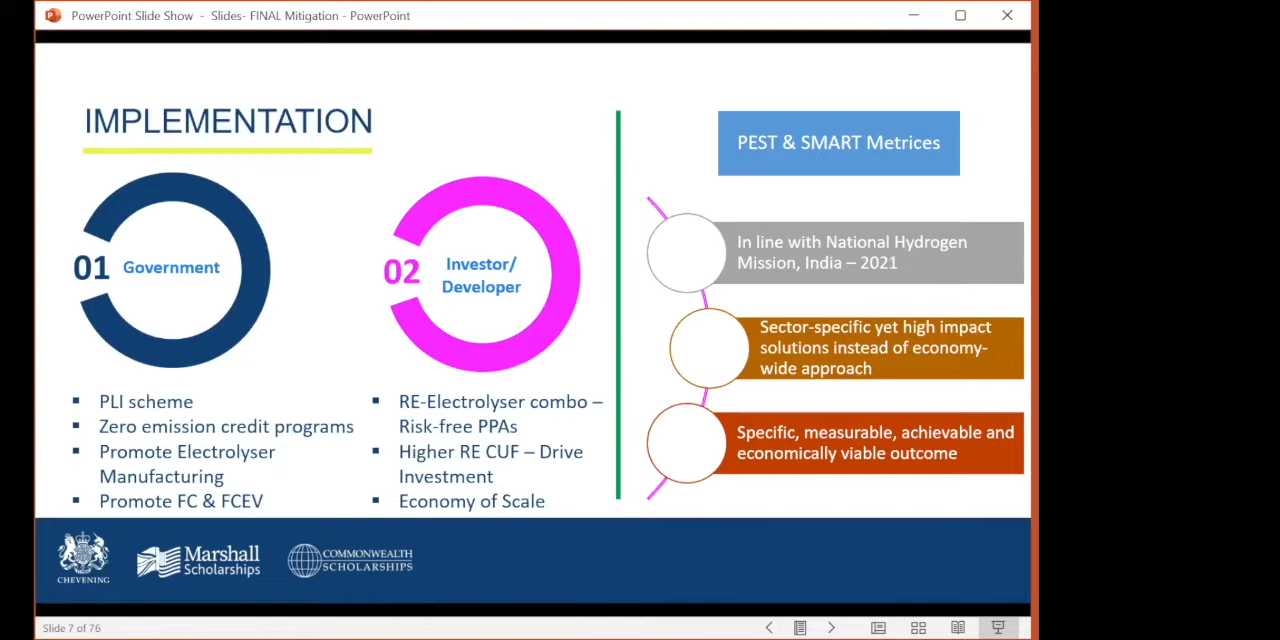 PowerPoint Slide Show - Slides- FINAL Mitigation - PowerPoint
IMPLEMENTATION
01 Government
PLI scheme
Zero emission credit programs
Promote Electrolyser
Manufacturing
Promote FC & FCEV
02 Investor/
Developer
RE-Electrolyser combo –
Risk-free PPAs
Higher RE CUF – Drive
Investment
Economy of Scale
PEST & SMART Metrices
In line with National Hydrogen
Mission, India – 2021
Sector-specific yet high impact
solutions instead of economy-
wide approach
Specific, measurable, achievable and
economically viable outcome
CHEVENING
Marshall
Scholarships
COMMONWEALTH
SCHOLARSHIPS
Slide 7 of 76